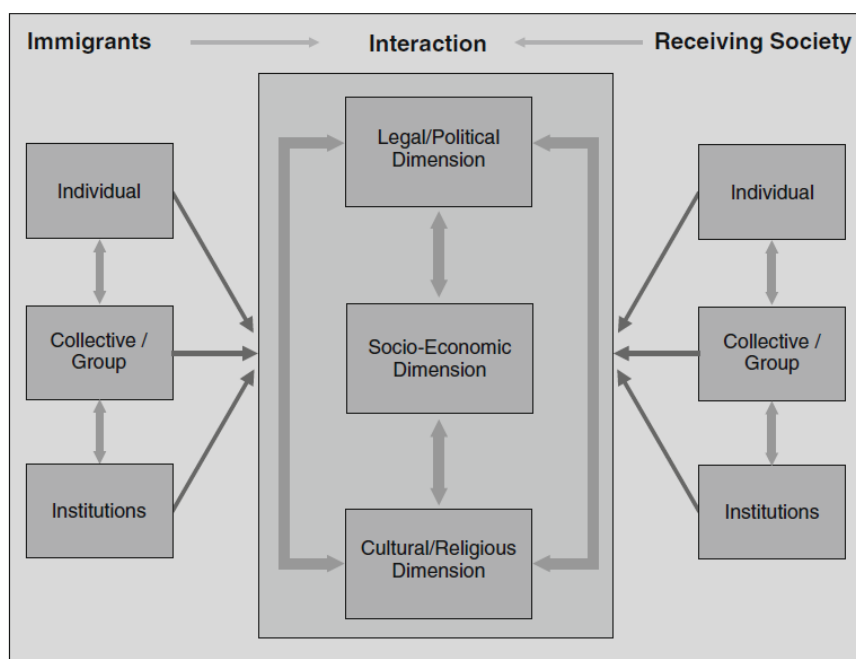 Immigrants
Interaction
Receiving Society
Individual
Collective /
Group
Institutions
Legal/Political
Dimension
Socio-Economic
Dimension
Cultural/Religious
Dimension
Individual
Collective /
Group
Institutions